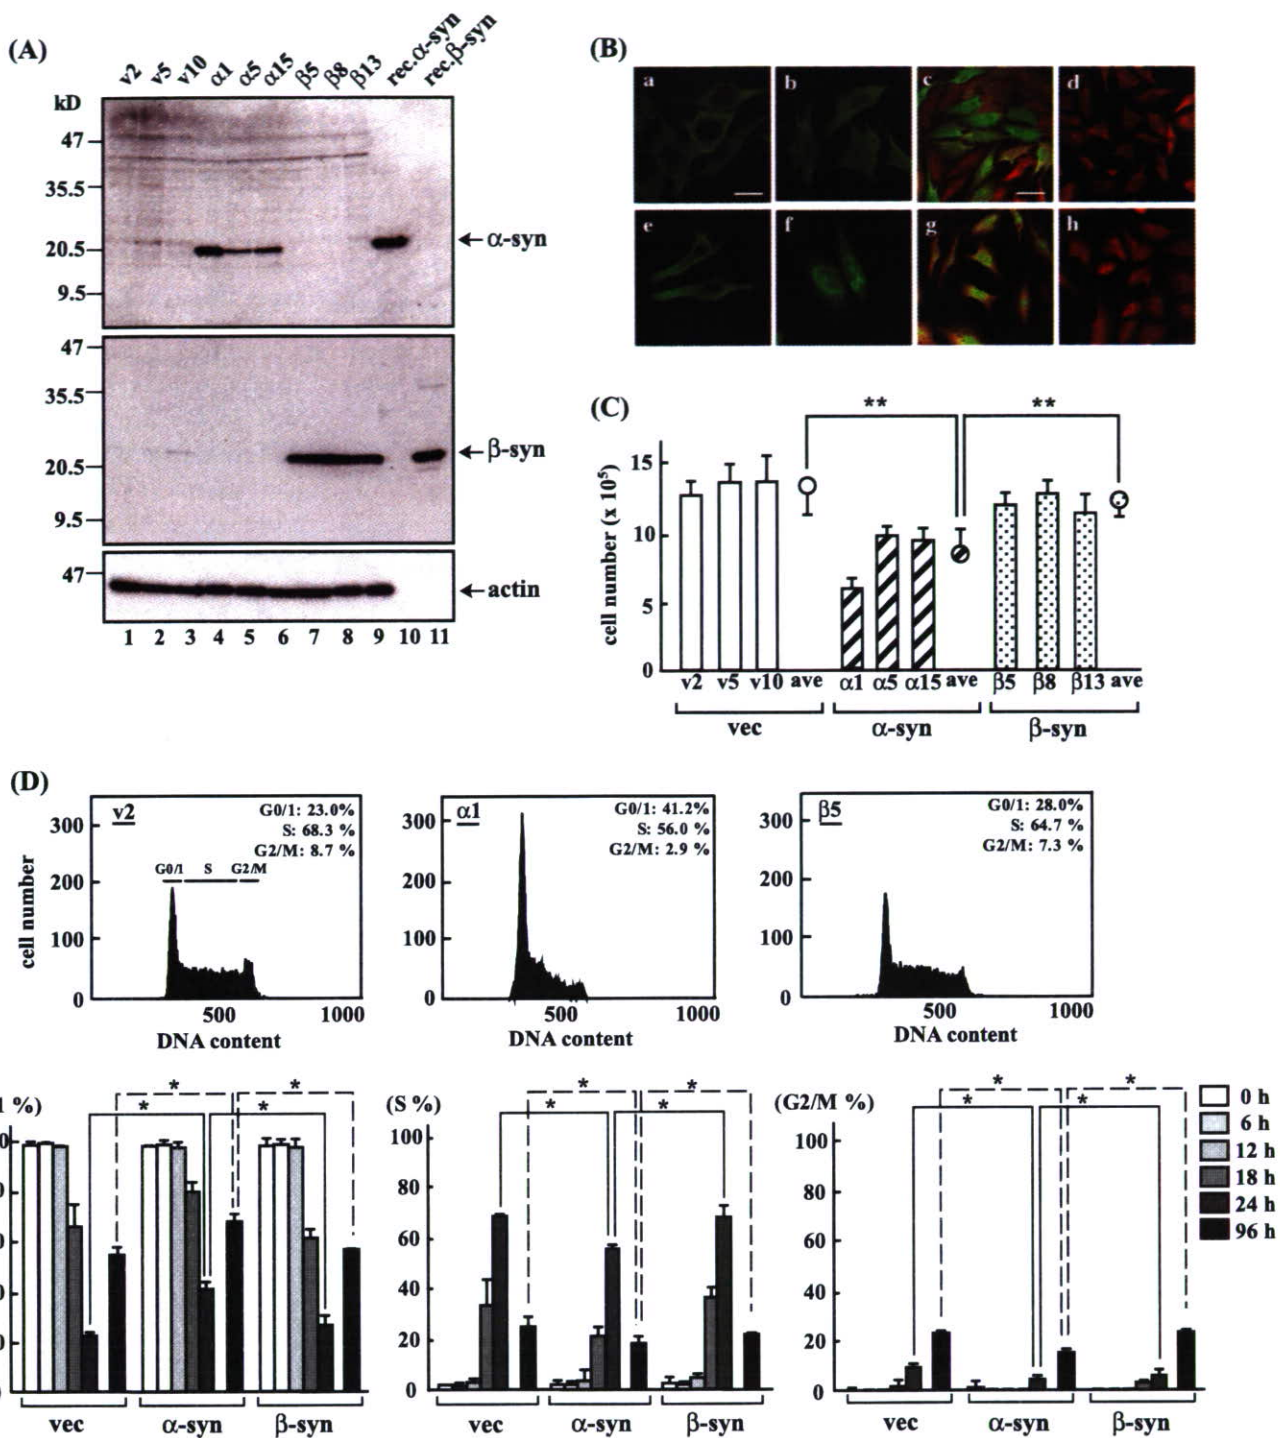 (A)
v2 v5 v10 α1 α5 α15 β5 β8 β13 rec.α-syn rec.β-syn
kD
47
35.5
20.5
9.5
α-syn
47
35.5
20.5
9.5
β-syn
47
actin
1 2 3 4 5 6 7 8 9 10 11
(B)
a b c d
e f g h
(C)
** **
cell number (x 10⁵)
15
10
5
0
v2 v5 v10 ave α1 α5 α15 ave β5 β8 β13 ave
vec α-syn β-syn
(D)
v2
G0/1: 23.0%
S: 68.3 %
G2/M: 8.7 %
G0/1 S G2/M
cell number
300
200
100
0
500 1000
DNA content
α1
G0/1: 41.2%
S: 56.0 %
G2/M: 2.9 %
300
200
100
0
500 1000
DNA content
β5
G0/1: 28.0%
S: 64.7 %
G2/M: 7.3 %
300
200
100
0
500 1000
DNA content
1 %)
* *
* *
0
0
0
0
0
0
vec α-syn β-syn
(S %)
* *
* *
100
80
60
40
20
0
vec α-syn β-syn
(G2/M %)
* *
* *
100
80
60
40
20
0
vec α-syn β-syn
0 h
6 h
12 h
18 h
24 h
96 h